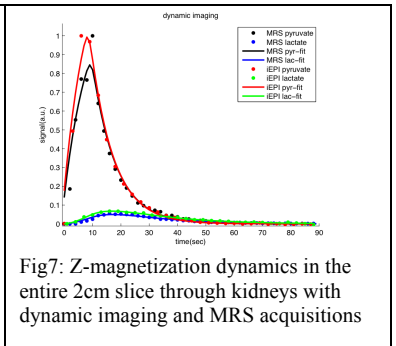 dynamic imaging
MRS pyruvate
MRS lactate
MRS pyr-fit
MRS lac-fit
iEPI pyruvate
iEPI lactate
iEPI pyr-fit
iEPI lac-fit
signal(a.u.)
1
0.9
0.8
0.7
0.6
0.5
0.4
0.3
0.2
0.1
0
0 10 20 30 40 50 60 70 80 90
time(sec)
Fig7: Z-magnetization dynamics in the
entire 2cm slice through kidneys with
dynamic imaging and MRS acquisitions